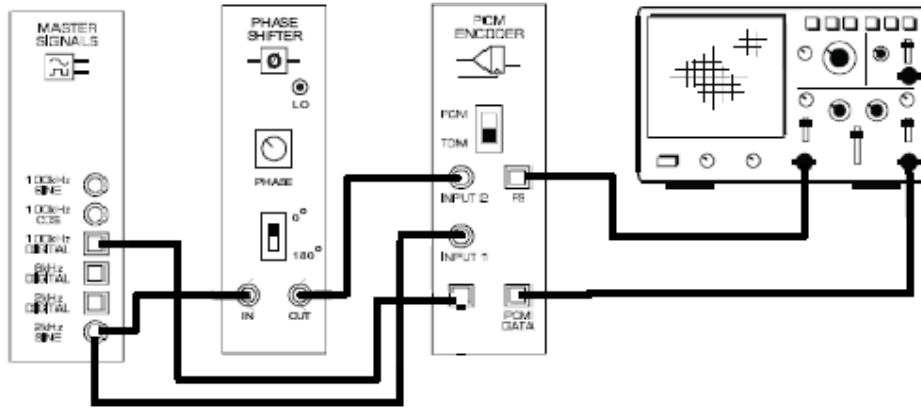 MASTER
SIGNALS
100kHz
SINE
100kHz
COS
100kHz
DIGITAL
8kHz
DIGITAL
2kHz
DIGITAL
2kHz
SINE
PHASE
SHIFTER
Ø
LO
PHASE
0°
180°
IN
OUT
PCM
ENCODER
PCM
TDM
INPUT 2
FS
INPUT 1
PCM
DATA